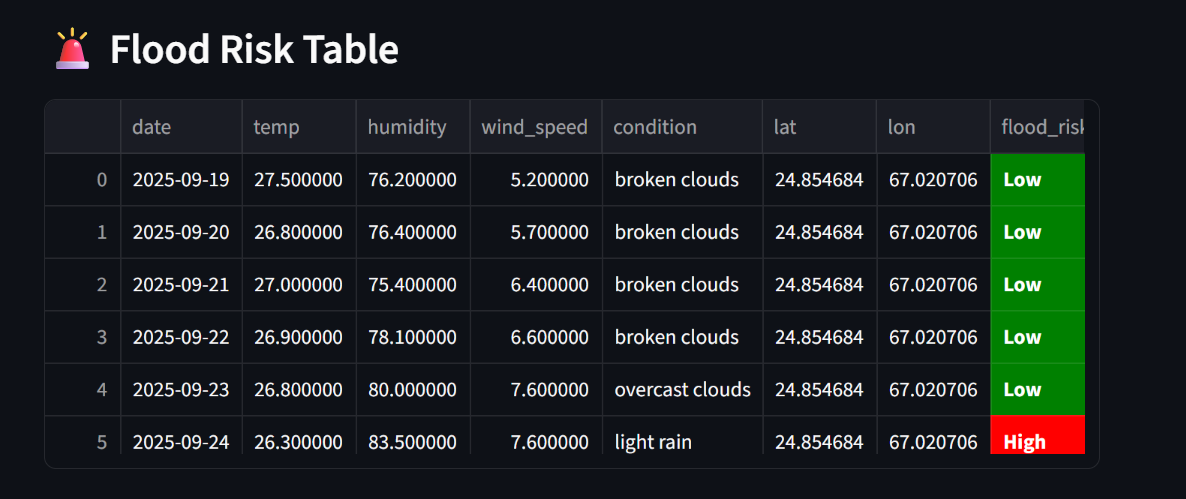 Flood Risk Table
date temp humidity wind_speed condition lat lon flood_risk
0 2025-09-19 27.500000 76.200000 5.200000 broken clouds 24.854684 67.020706 Low
1 2025-09-20 26.800000 76.400000 5.700000 broken clouds 24.854684 67.020706 Low
2 2025-09-21 27.000000 75.400000 6.400000 broken clouds 24.854684 67.020706 Low
3 2025-09-22 26.900000 78.100000 6.600000 broken clouds 24.854684 67.020706 Low
4 2025-09-23 26.800000 80.000000 7.600000 overcast clouds 24.854684 67.020706 Low
5 2025-09-24 26.300000 83.500000 7.600000 light rain 24.854684 67.020706 High